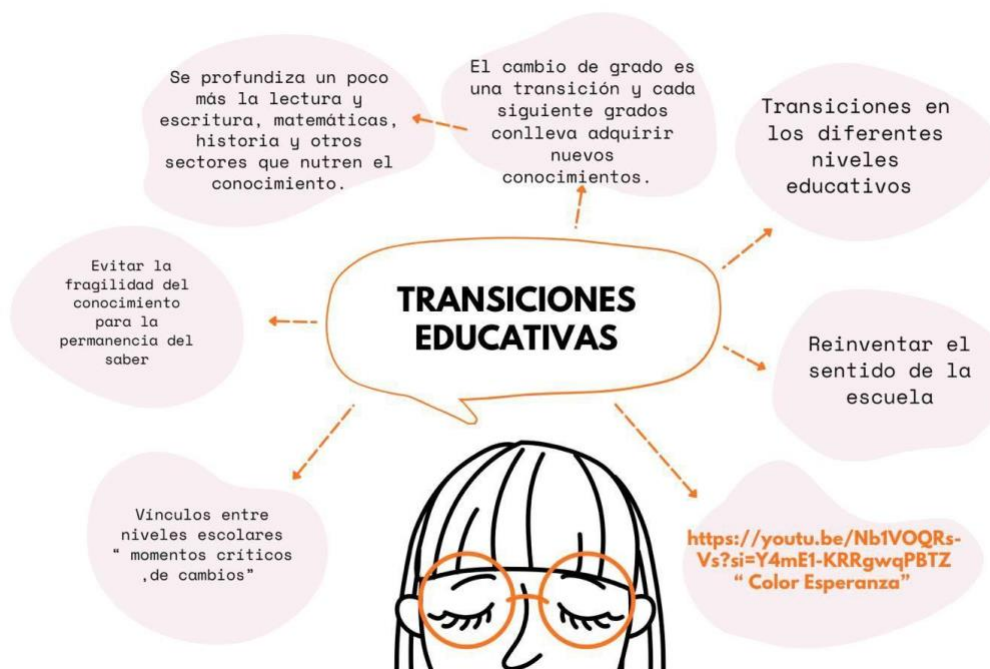 Se profundiza un poco
más la lectura y
escritura, matemáticas,
historia y otros
sectores que nutren el
conocimiento.
El cambio de grado es
una transición y cada
siguiente grados
conlleva adquirir
nuevos
conocimientos.
Transiciones en
los diferentes
niveles
educativos
Evitar la
fragilidad del
conocimiento
para la
permanencia del
saber
TRANSICIONES
EDUCATIVAS
Reinventar el
sentido de la
escuela
Vínculos entre
niveles escolares
“ momentos críticos
,de cambios”
https://youtu.be/Nb1VOQRs-
Vs?si=Y4mE1-KRRgwqPBTZ
“ Color Esperanza”